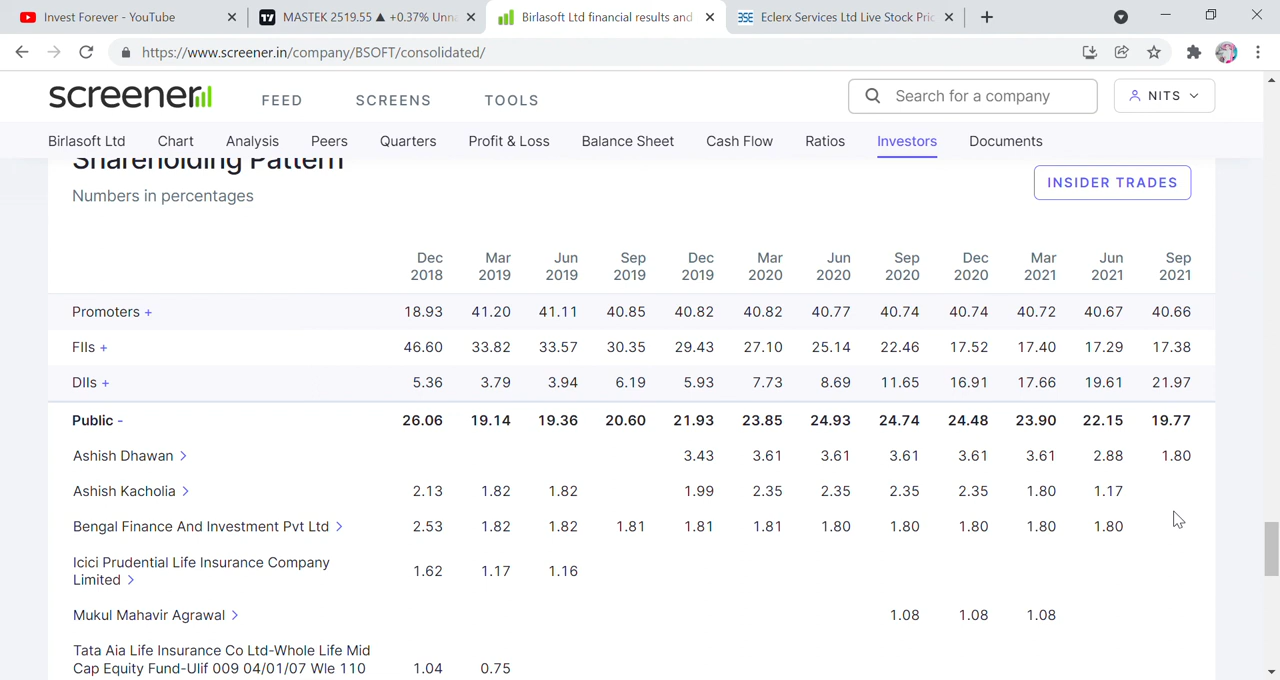 Invest Forever - YouTube
MASTEK 2519.55 ▲ +0.37% Unna
Birlasoft Ltd financial results and
BSE Eclerx Services Ltd Live Stock Pric
https://www.screener.in/company/BSOFT/consolidated/
screener
FEED SCREENS TOOLS
Search for a company
NITS
Birlasoft Ltd Chart Analysis Peers Quarters Profit & Loss Balance Sheet Cash Flow Ratios Investors Documents
Shareholding Pattern
Numbers in percentages
INSIDER TRADES
Dec Mar Jun Sep Dec Mar Jun Sep Dec Mar Jun Sep
2018 2019 2019 2019 2019 2020 2020 2020 2020 2021 2021 2021
Promoters + 18.93 41.20 41.11 40.85 40.82 40.82 40.77 40.74 40.74 40.72 40.67 40.66
FIIs + 46.60 33.82 33.57 30.35 29.43 27.10 25.14 22.46 17.52 17.40 17.29 17.38
DIIs + 5.36 3.79 3.94 6.19 5.93 7.73 8.69 11.65 16.91 17.66 19.61 21.97
Public - 26.06 19.14 19.36 20.60 21.93 23.85 24.93 24.74 24.48 23.90 22.15 19.77
Ashish Dhawan > 3.43 3.61 3.61 3.61 3.61 3.61 2.88 1.80
Ashish Kacholia > 2.13 1.82 1.82 1.99 2.35 2.35 2.35 2.35 1.80 1.17
Bengal Finance And Investment Pvt Ltd > 2.53 1.82 1.82 1.81 1.81 1.81 1.80 1.80 1.80 1.80 1.80
Icici Prudential Life Insurance Company
Limited > 1.62 1.17 1.16
Mukul Mahavir Agrawal > 1.08 1.08 1.08
Tata Aia Life Insurance Co Ltd-Whole Life Mid
Cap Equity Fund-Ulif 009 04/01/07 Wle 110 1.04 0.75